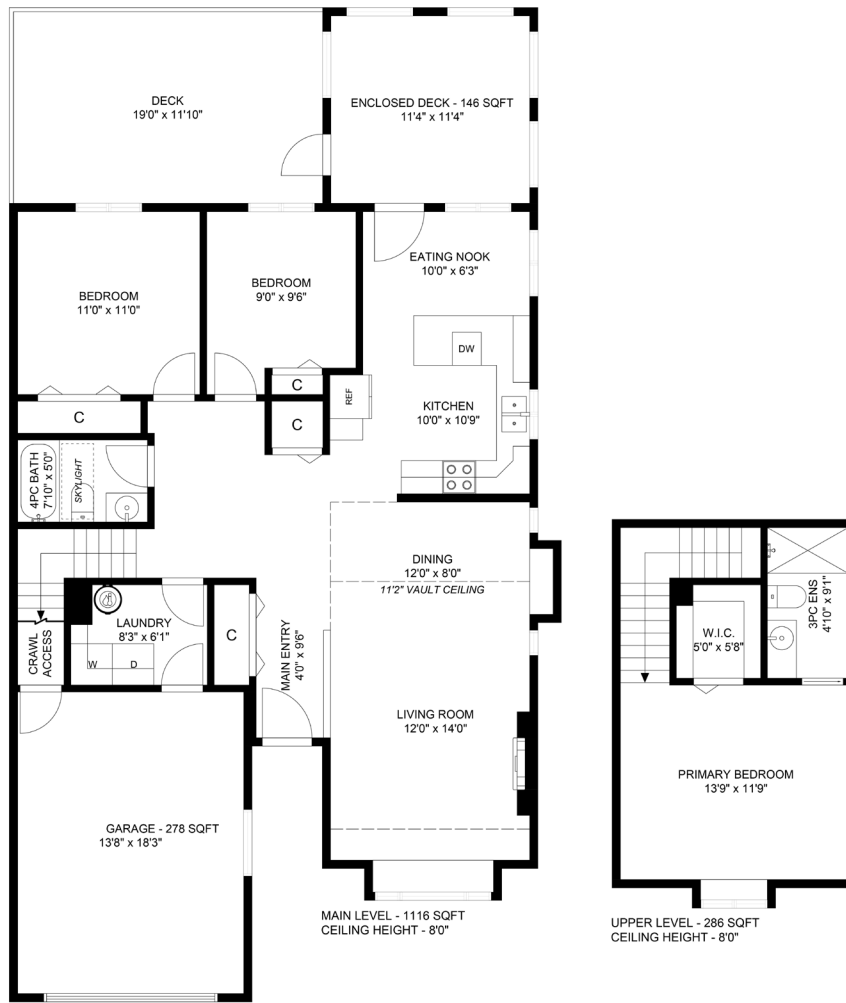 DECK
19'0" x 11'10"
ENCLOSED DECK - 146 SQFT
11'4" x 11'4"
EATING NOOK
10'0" x 6'3"
BEDROOM
11'0" x 11'0"
BEDROOM
9'0" x 9'6"
DW
C
REF
KITCHEN
10'0" x 10'9"
C
C
4PC BATH
7'10" x 5'0"
SKYLIGHT
DINING
12'0" x 8'0"
11'2" VAULT CEILING
LAUNDRY
8'3" x 6'1"
W
D
C
CRAWL
ACCESS
MAIN ENTRY
4'0" x 9'6"
LIVING ROOM
12'0" x 14'0"
GARAGE - 278 SQFT
13'8" x 18'3"
MAIN LEVEL - 1116 SQFT
CEILING HEIGHT - 8'0"
3PC ENS
4'10" x 9'1"
W.I.C.
5'0" x 5'8"
PRIMARY BEDROOM
13'9" x 11'9"
UPPER LEVEL - 286 SQFT
CEILING HEIGHT - 8'0"